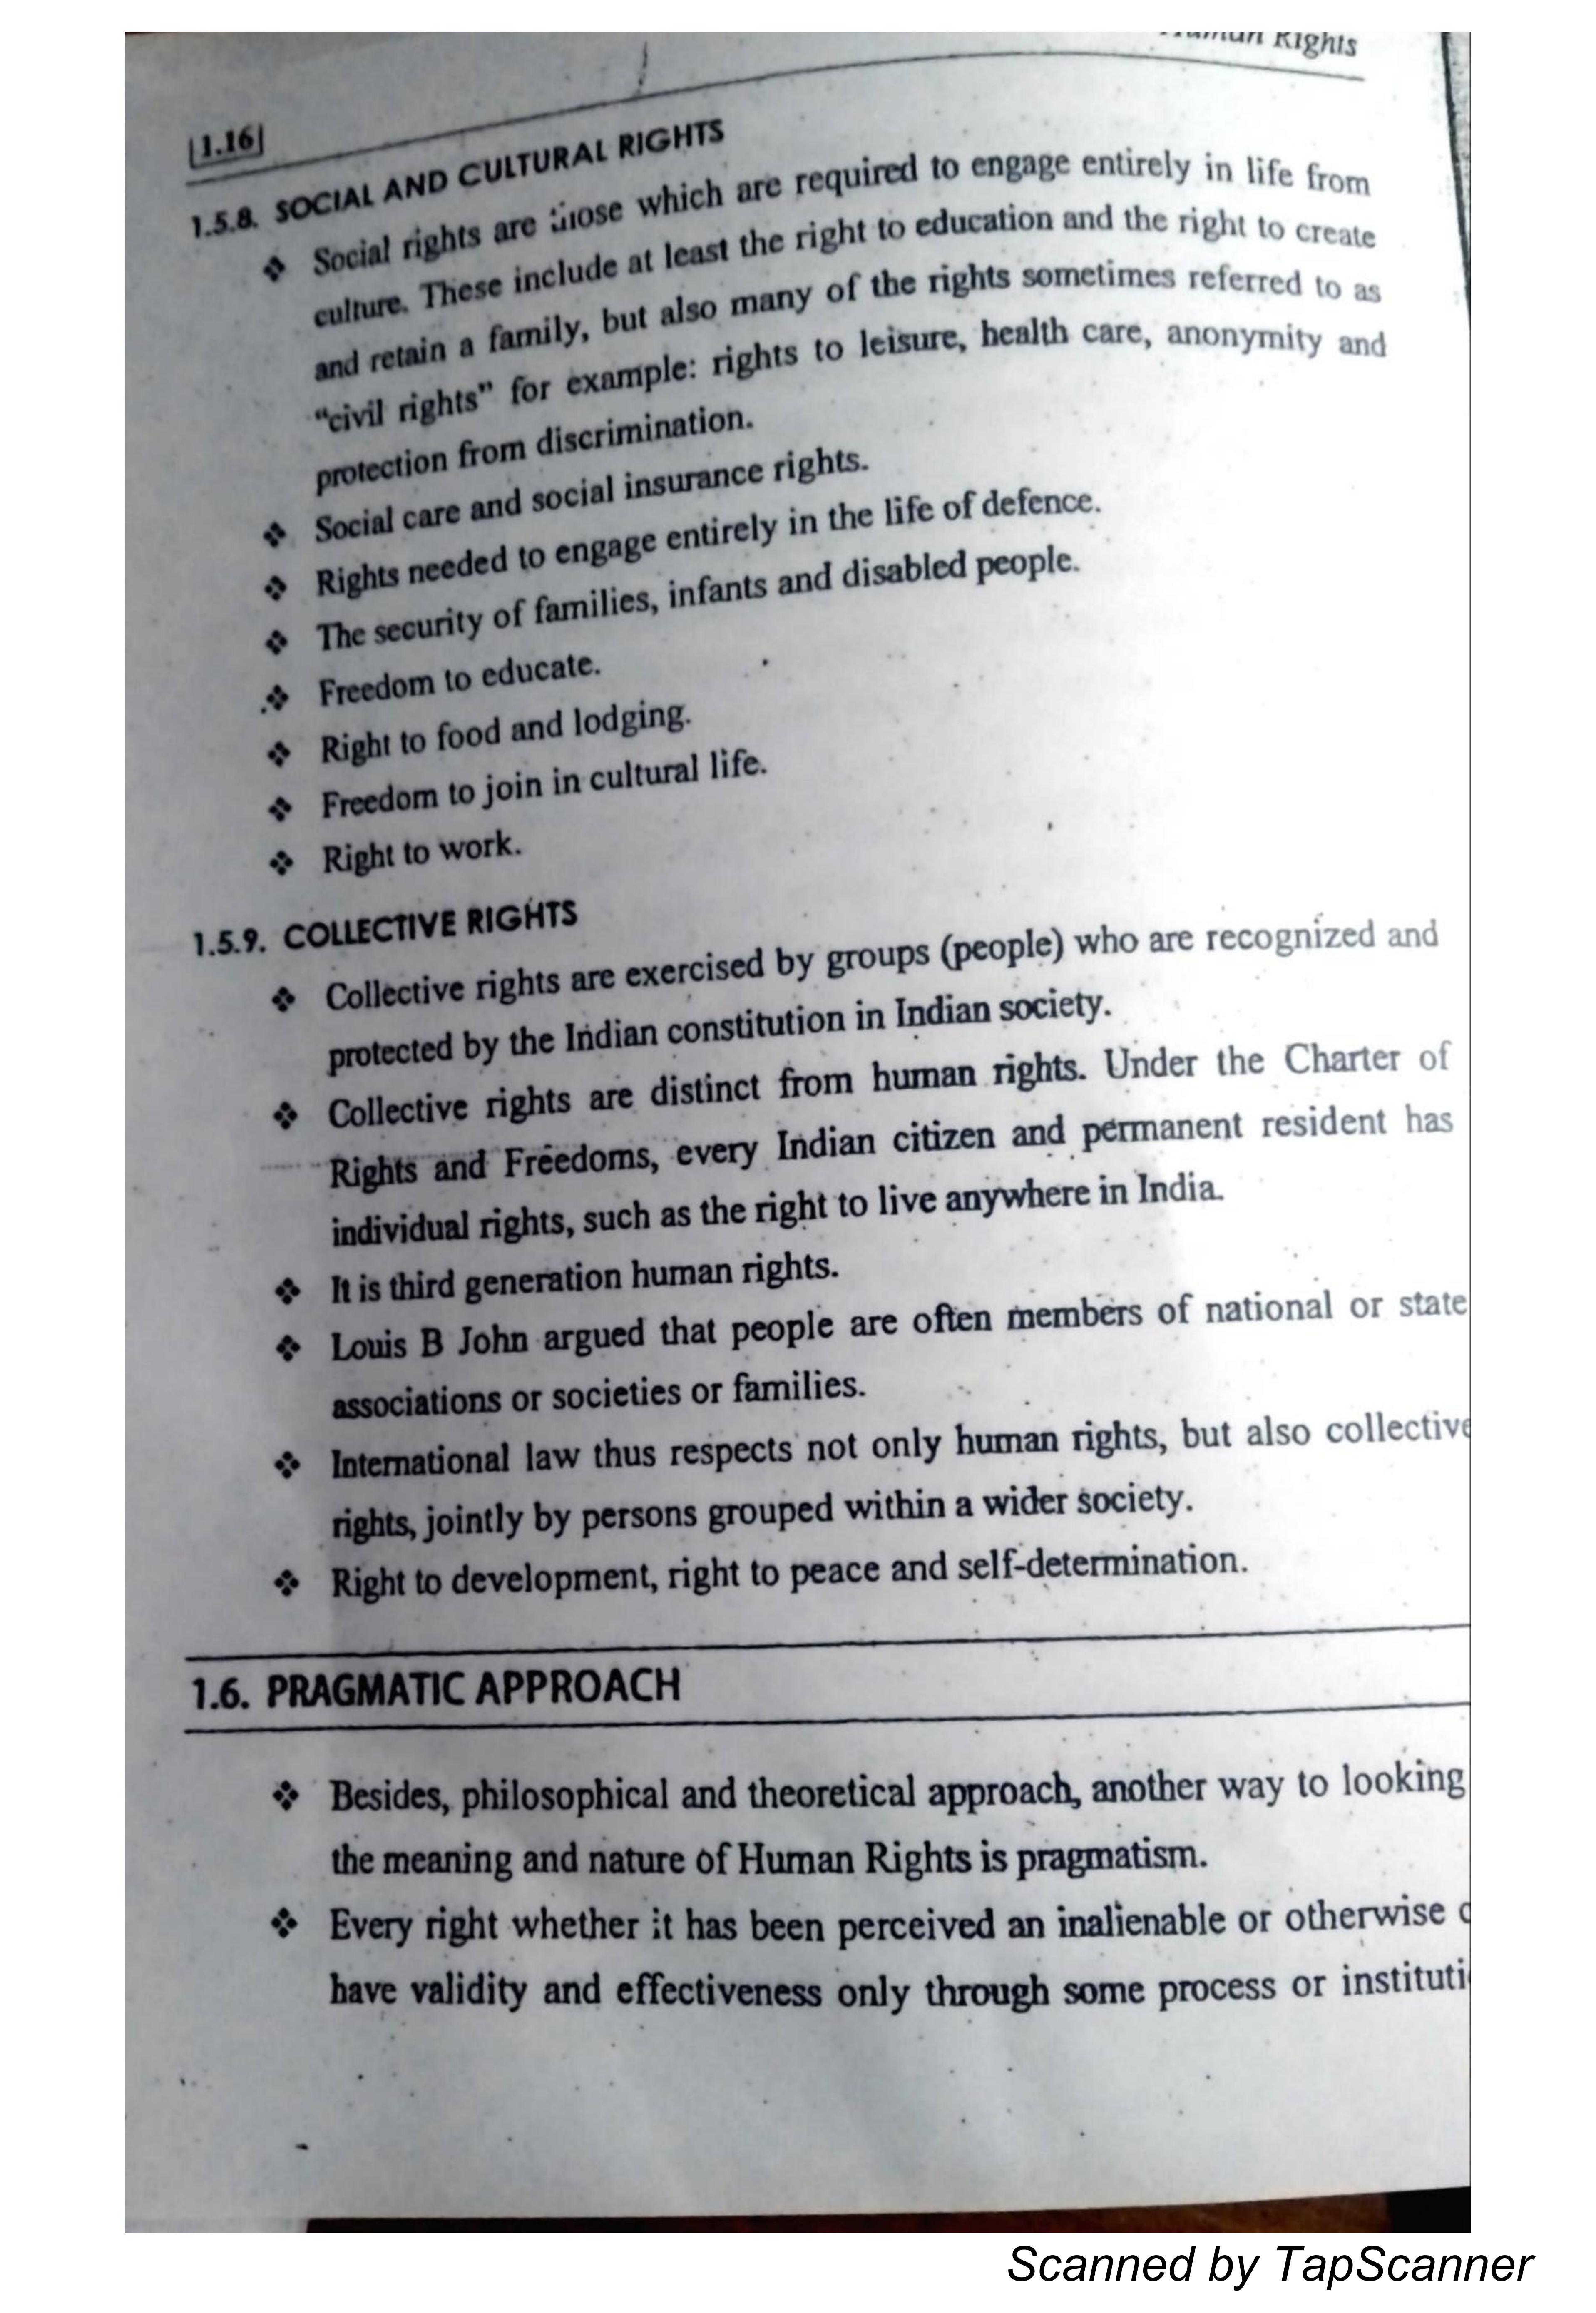 Human Rights
1.16
1.5.8. SOCIAL AND CULTURAL RIGHTS
❖ Social rights are those which are required to engage entirely in life from
culture. These include at least the right to education and the right to create
and retain a family, but also many of the rights sometimes referred to as
"civil rights" for example: rights to leisure, health care, anonymity and
protection from discrimination.
❖ Social care and social insurance rights.
❖ Rights needed to engage entirely in the life of defence.
❖ The security of families, infants and disabled people.
❖ Freedom to educate.
❖ Right to food and lodging.
❖ Freedom to join in cultural life.
❖ Right to work.
1.5.9. COLLECTIVE RIGHTS
❖ Collective rights are exercised by groups (people) who are recognized and
protected by the Indian constitution in Indian society.
❖ Collective rights are distinct from human rights. Under the Charter of
Rights and Freedoms, every Indian citizen and permanent resident has
individual rights, such as the right to live anywhere in India.
❖ It is third generation human rights.
❖ Louis B John argued that people are often members of national or state
associations or societies or families.
❖ International law thus respects not only human rights, but also collective
rights, jointly by persons grouped within a wider society.
❖ Right to development, right to peace and self-determination.
1.6. PRAGMATIC APPROACH
❖ Besides, philosophical and theoretical approach, another way to looking
the meaning and nature of Human Rights is pragmatism.
❖ Every right whether it has been perceived an inalienable or otherwise
have validity and effectiveness only through some process or
Scanned by TapScanner